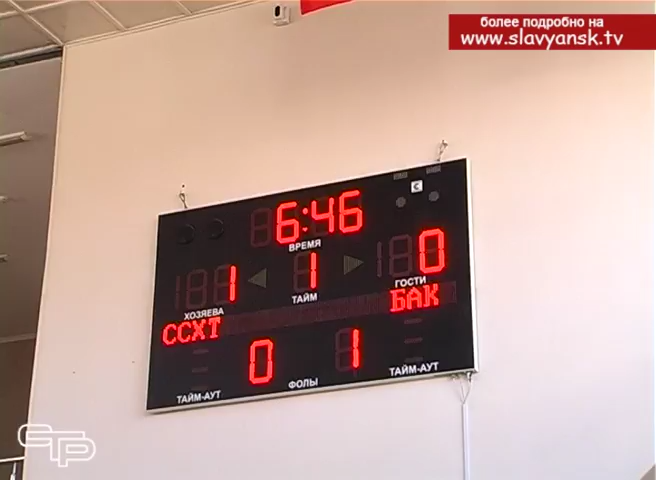 более подробно на
www.slavyansk.tv
6:46
ВРЕМЯ
1 1 0
ХОЗЯЕВА ТАЙМ ГОСТИ
ССХТ БАК
0 1
ТАЙМ-АУТ ФОЛЫ ТАЙМ-АУТ
СТР